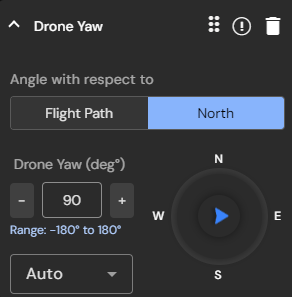 Drone Yaw
Angle with respect to
Flight Path North
Drone Yaw (deg°)
- 90 +
Range: -180° to 180°
Auto
N
W E
S